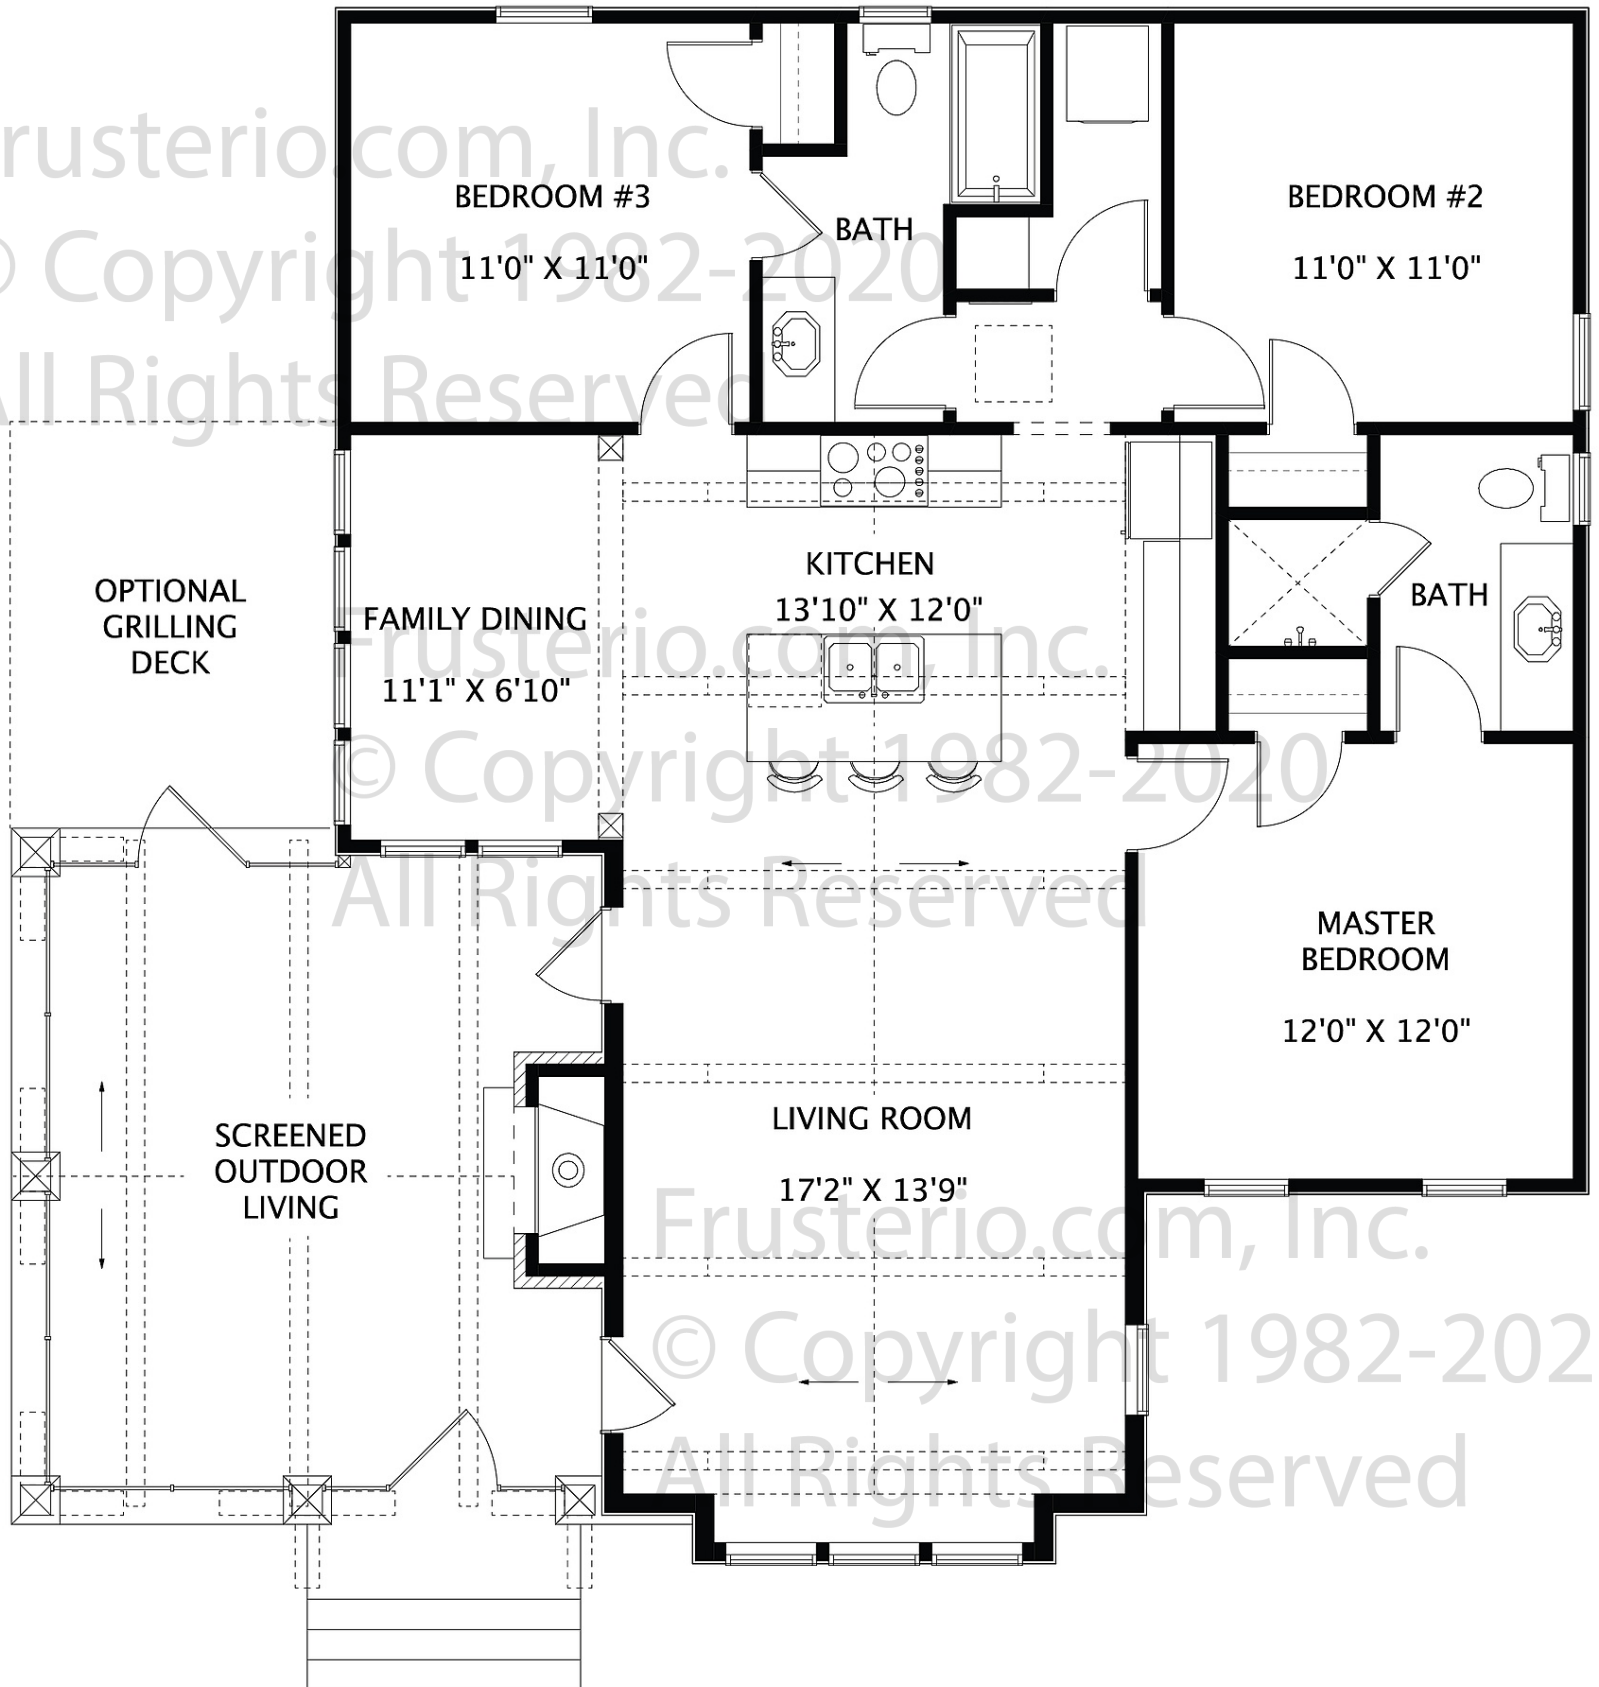 Frusterio.com, Inc.
© Copyright 1982-2020
All Rights Reserved
BEDROOM #3
11'0" X 11'0"
BATH
BEDROOM #2
11'0" X 11'0"
OPTIONAL
GRILLING
DECK
FAMILY DINING
11'1" X 6'10"
KITCHEN
13'10" X 12'0"
BATH
Frusterio.com, Inc.
© Copyright 1982-2020
All Rights Reserved
MASTER
BEDROOM
12'0" X 12'0"
SCREENED
OUTDOOR
LIVING
LIVING ROOM
17'2" X 13'9"
Frusterio.com, Inc.
© Copyright 1982-202
All Rights Reserved